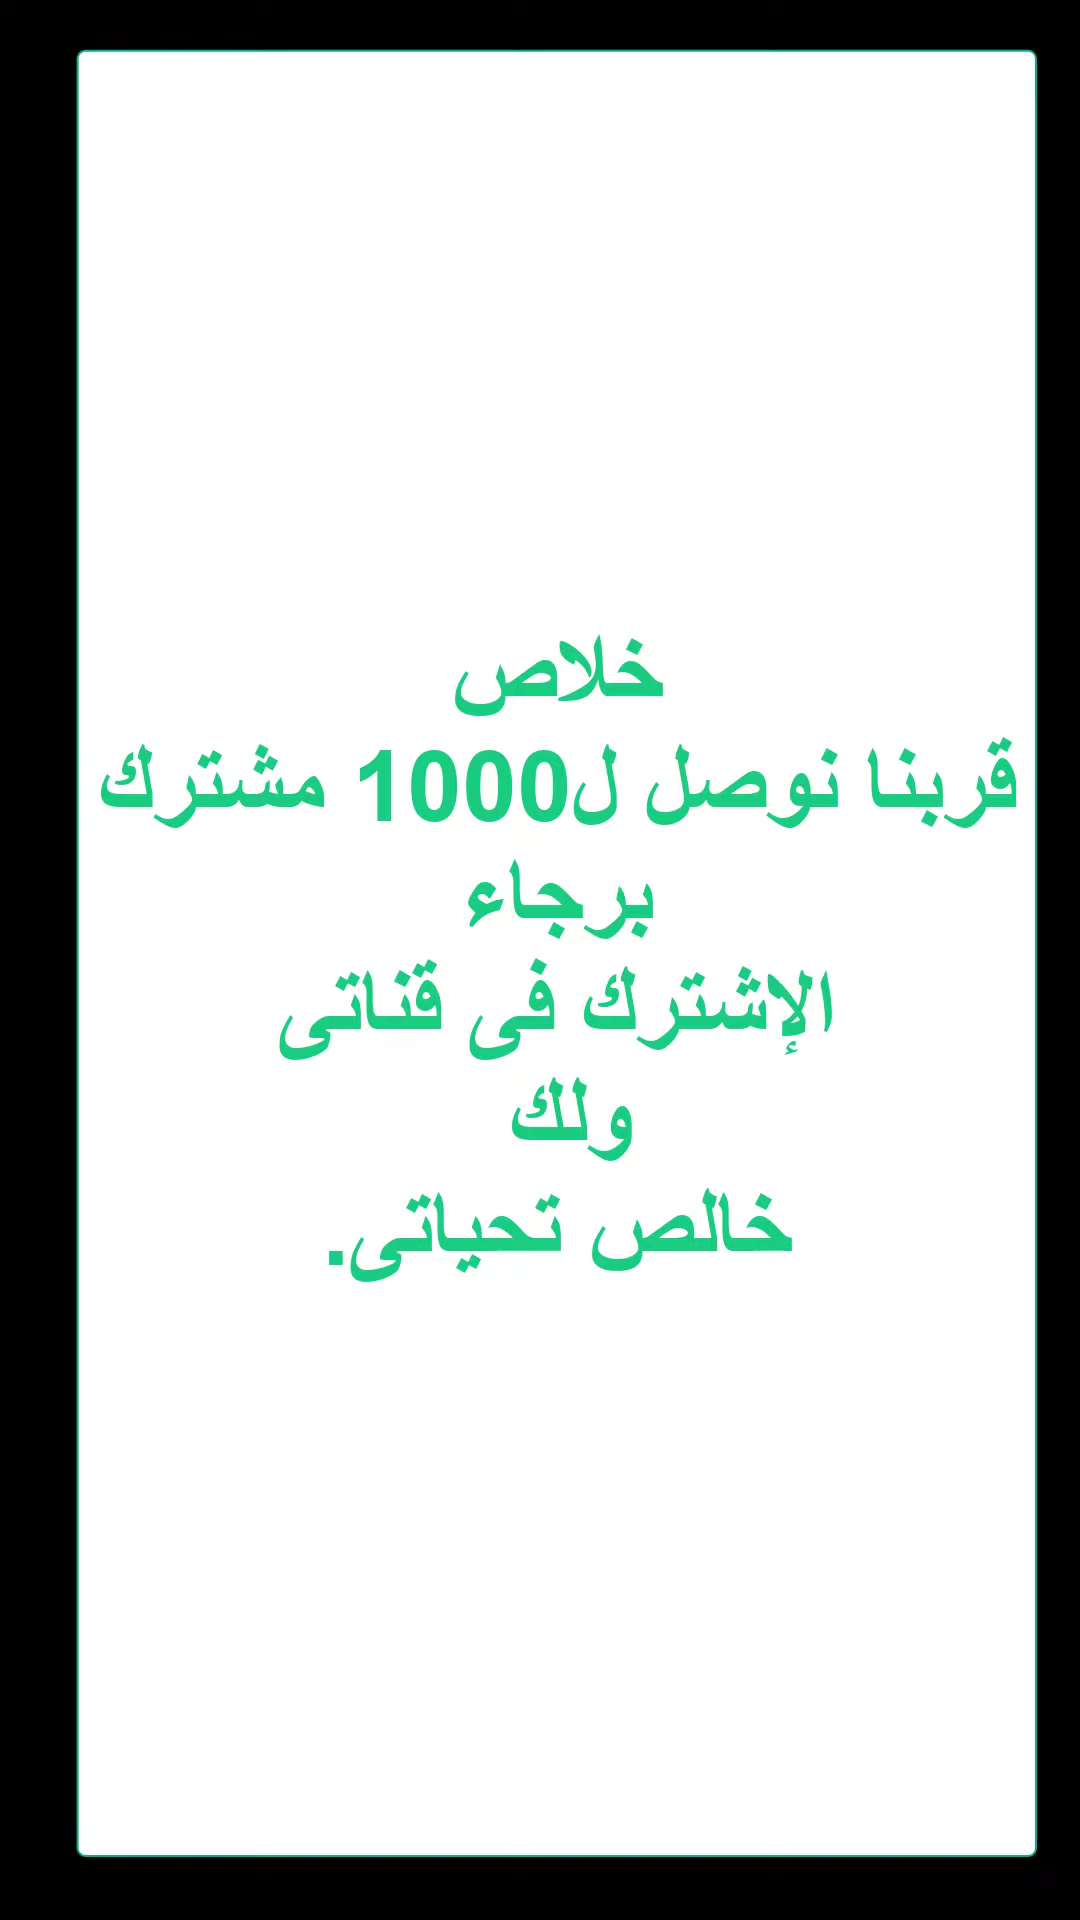 خلاص
قربنا نوصل ل1000 مشترك
برجاء
الإشترك فى قناتى
ولك
خالص تحياتى.